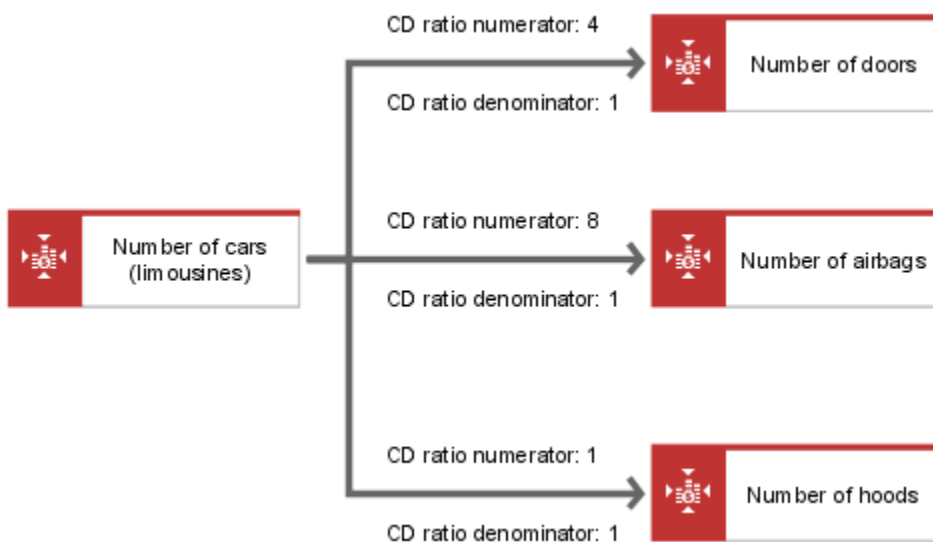 CD ratio numerator: 4
Number of doors
CD ratio denominator: 1
CD ratio numerator: 8
Number of cars
(limousines)
Number of airbags
CD ratio denominator: 1
CD ratio numerator: 1
Number of hoods
CD ratio denominator: 1